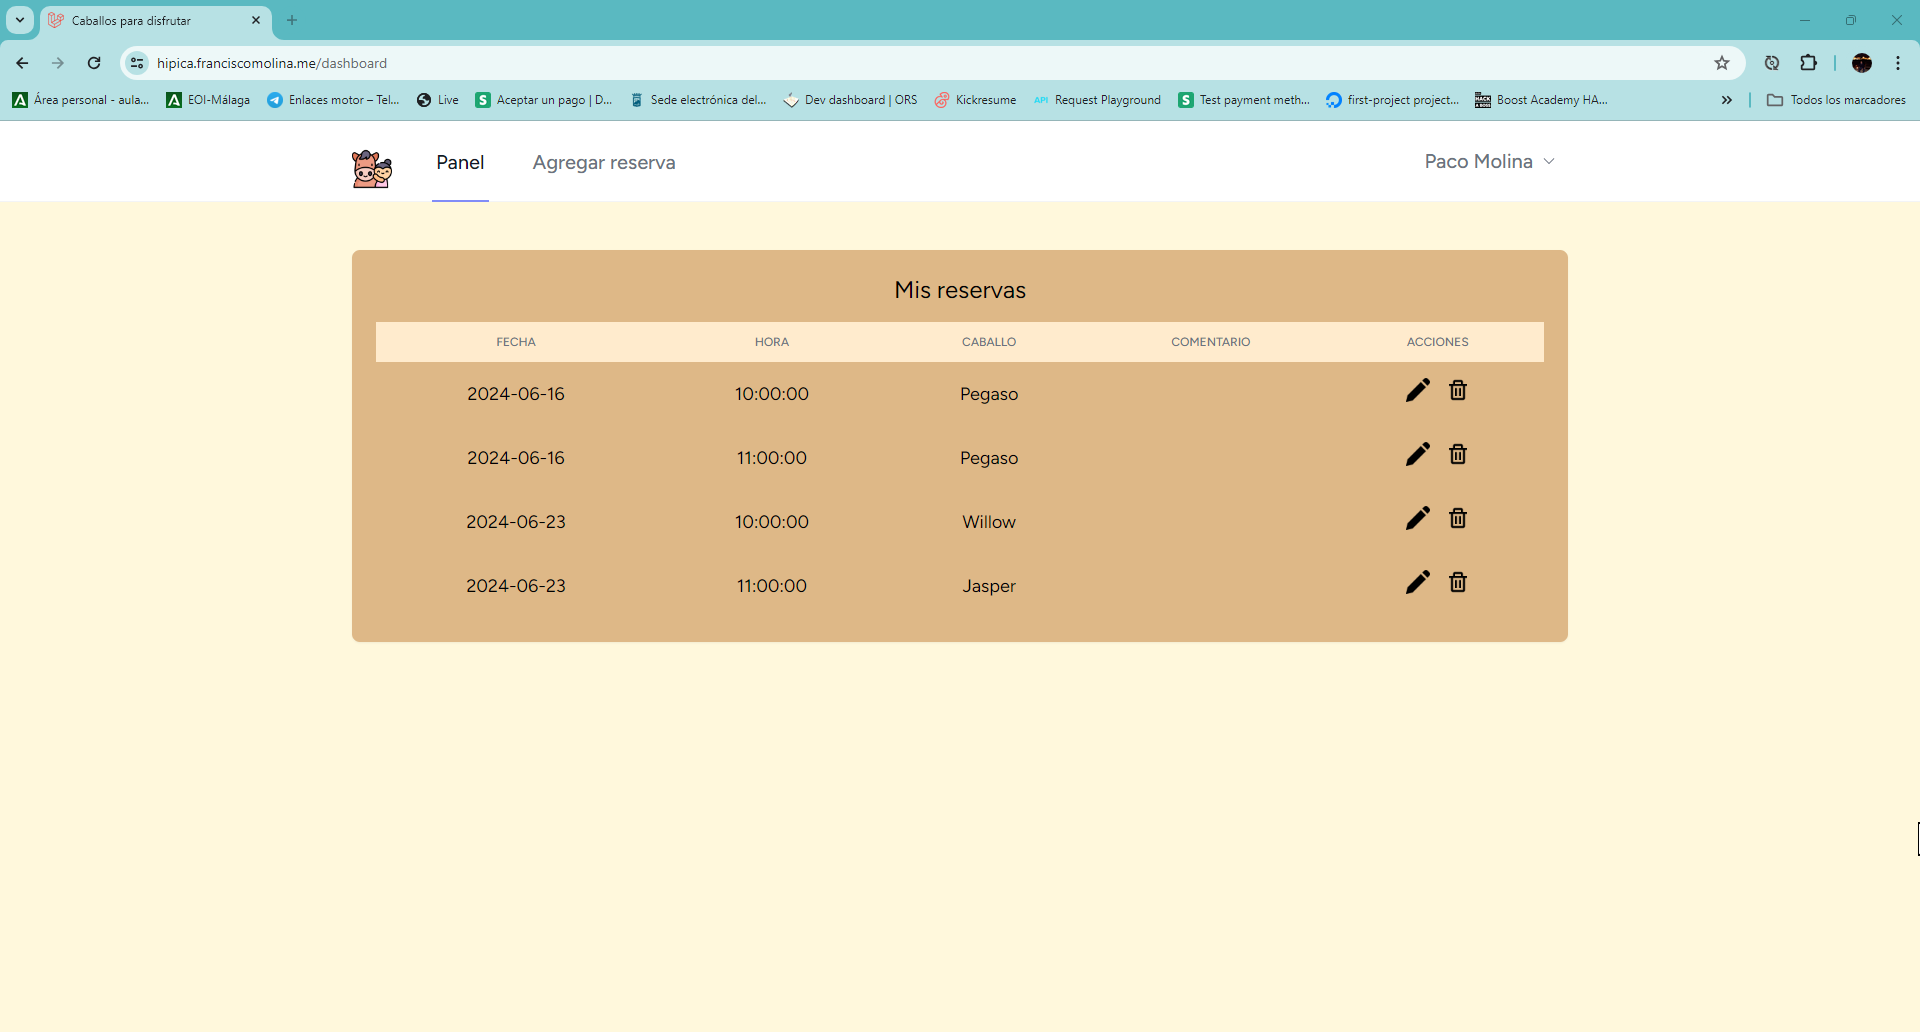 Caballos para disfrutar
hipica.franciscomolina.me/dashboard
Área personal - aula... EOI-Málaga Enlaces motor – Tel... Live Aceptar un pago | D... Sede electrónica del... Dev dashboard | ORS Kickresume API Request Playground Test payment meth... first-project project... Boost Academy HA... Todos los marcadores
Panel Agregar reserva Paco Molina
Mis reservas
FECHA HORA CABALLO COMENTARIO ACCIONES
2024-06-16 10:00:00 Pegaso
2024-06-16 11:00:00 Pegaso
2024-06-23 10:00:00 Willow
2024-06-23 11:00:00 Jasper